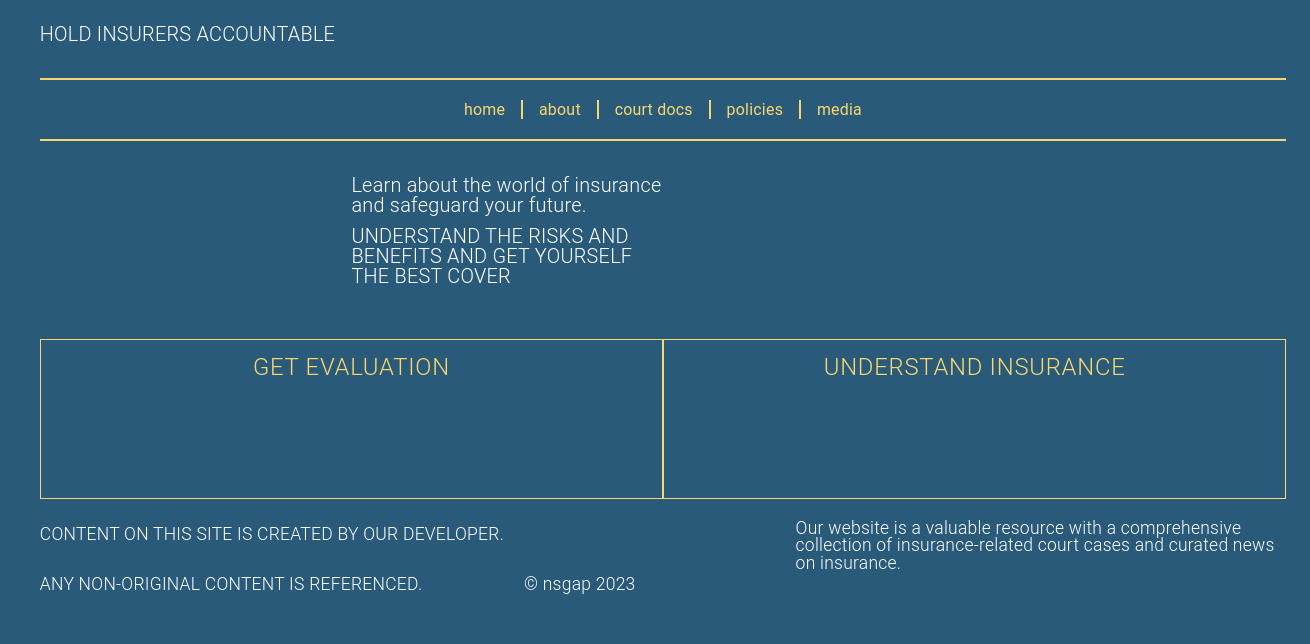 HOLD INSURERS ACCOUNTABLE
home
about
court docs
policies
media
Learn about the world of insurance
and safeguard your future.
UNDERSTAND THE RISKS AND
BENEFITS AND GET YOURSELF
THE BEST COVER
GET EVALUATION
UNDERSTAND INSURANCE
CONTENT ON THIS SITE IS CREATED BY OUR DEVELOPER.
ANY NON-ORIGINAL CONTENT IS REFERENCED.
© nsgap 2023
Our website is a valuable resource with a comprehensive
collection of insurance-related court cases and curated news
on insurance.